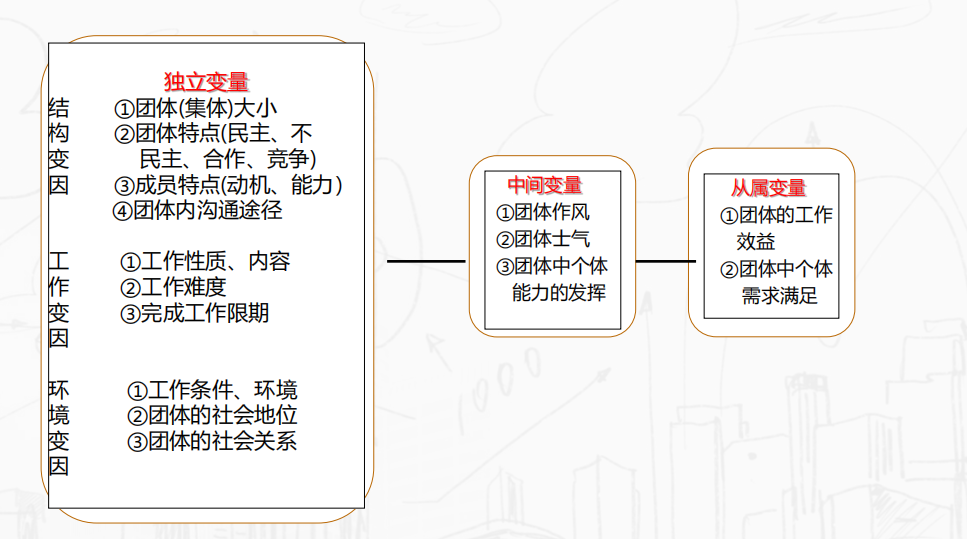 独立变量
结 ①团体(集体)大小
构 ②团体特点(民主、不
变 民主、合作、竞争)
因 ③成员特点(动机、能力)
④团体内沟通途径
工 ①工作性质、内容
作 ②工作难度
变 ③完成工作限期
因
环 ①工作条件、环境
境 ②团体的社会地位
变 ③团体的社会关系
因
中间变量
①团体作风
②团体士气
③团体中个体
能力的发挥
从属变量
①团体的工作
效益
②团体中个体
需求满足